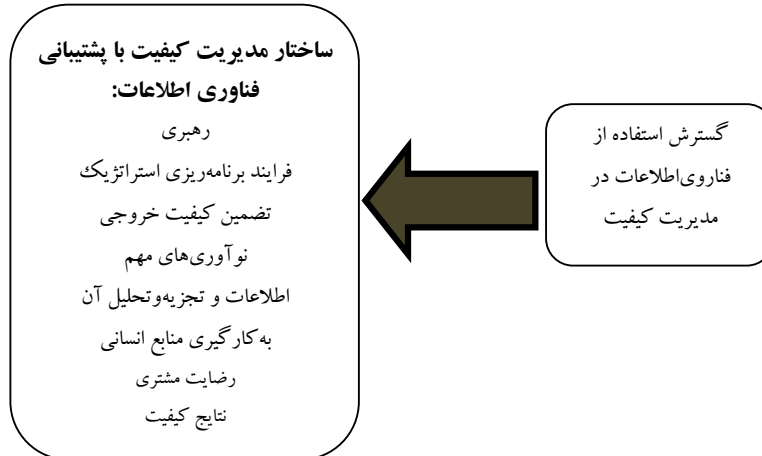 گسترش استفاده از
فناروی‌اطلاعات در
مدیریت کیفیت
ساختار مدیریت کیفیت با پشتیبانی
فناوری اطلاعات:
رهبری
فرایند برنامه‌ریزی استراتژیک
تضمین کیفیت خروجی
نوآوری‌های مهم
اطلاعات و تجزیه‌وتحلیل آن
به‌کارگیری منابع انسانی
رضایت مشتری
نتایج کیفیت